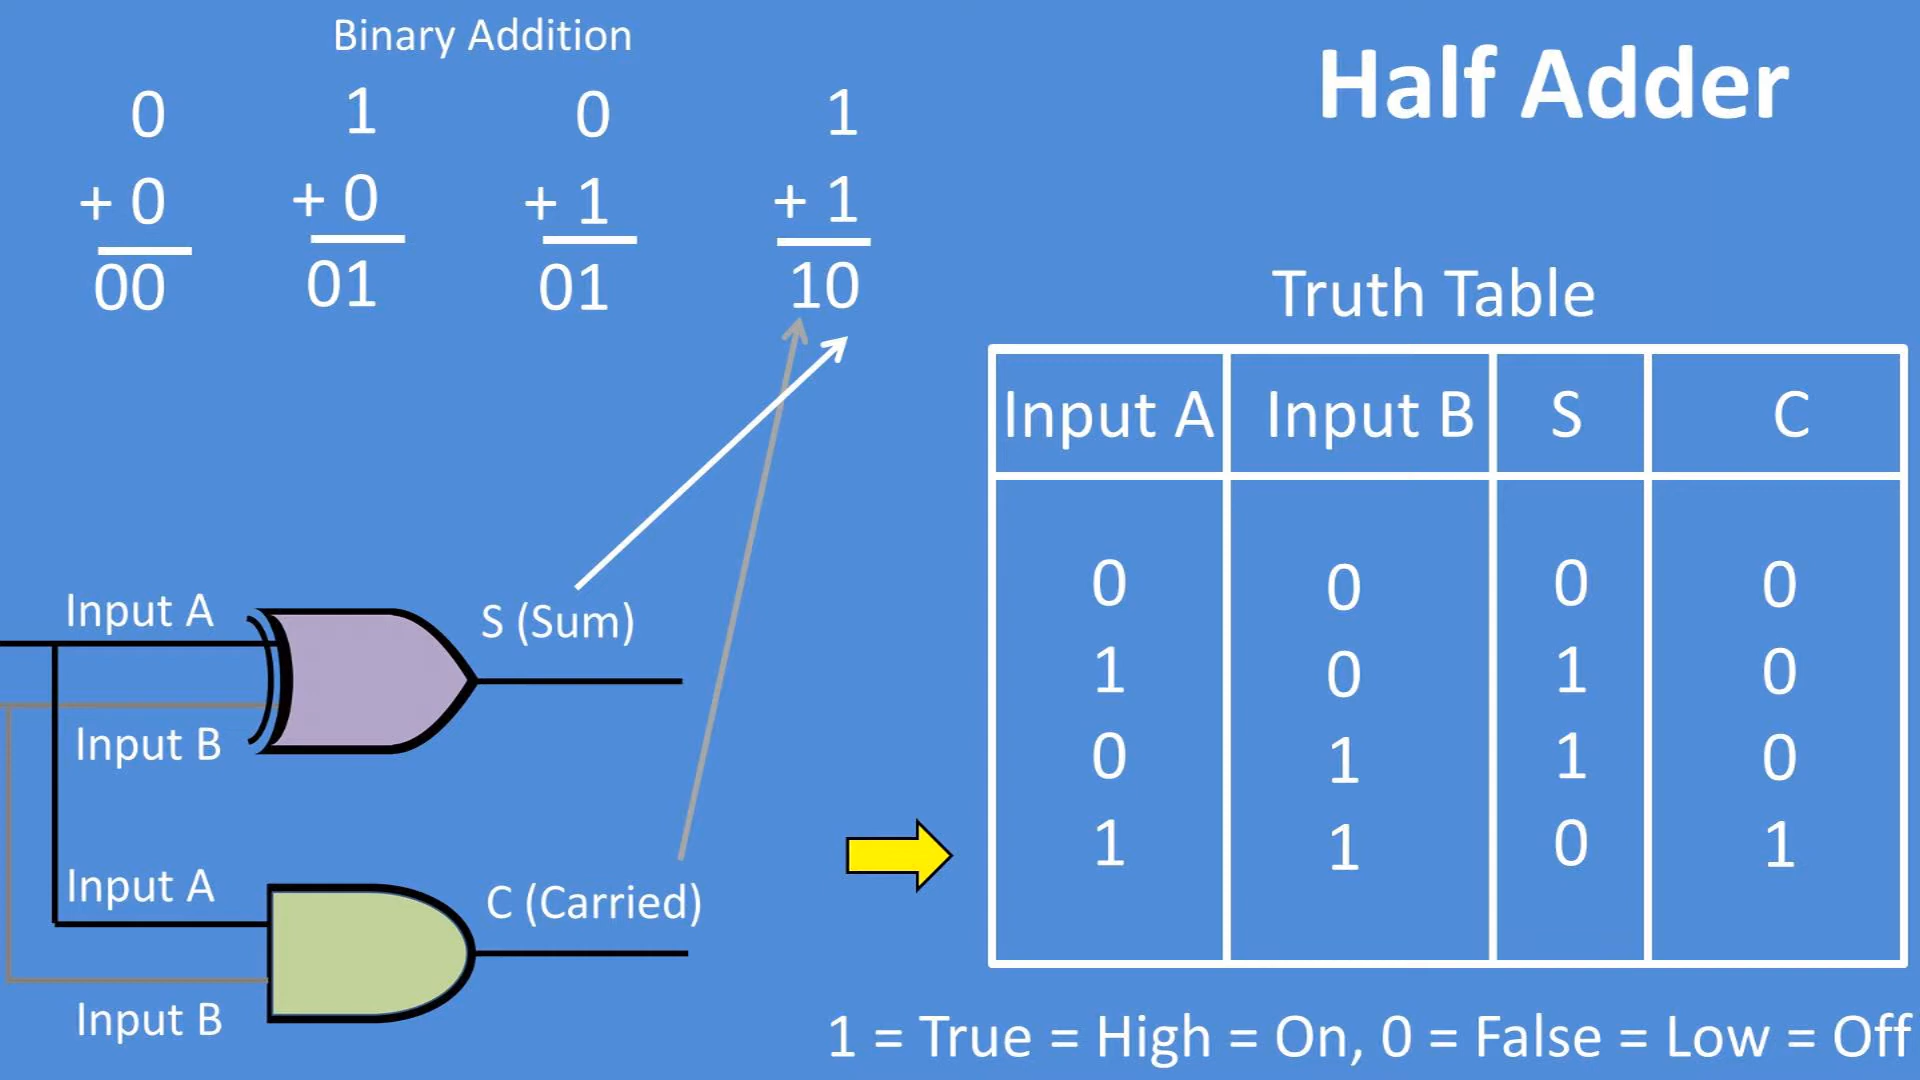 Binary Addition
Half Adder
0 1 0 1
+ 0 + 0 + 1 + 1
00 01 01 10
Truth Table
Input A Input B S C
0 0 0 0
1 0 1 0
0 1 1 0
1 1 0 1
Input A
S (Sum)
Input B
Input A
C (Carried)
Input B
1 = True = High = On, 0 = False = Low = Off